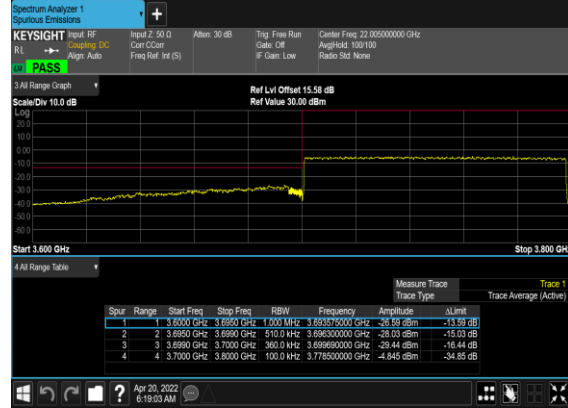 Spectrum Analyzer 1
Spurious Emissions
+
KEYSIGHT Input: RF Input Z: 50 Ω Atten: 30 dB Trig: Free Run Center Freq: 22.005000000 GHz
Coupling: DC Corr CCorr Gate: Off Avg|Hold: 100/100
RL Align: Auto Freq Ref: Int (S) IF Gain: Low Radio Std: None
PASS
3 All Range Graph
Ref Lvl Offset 15.58 dB
Scale/Div 10.0 dB Ref Value 30.00 dBm
Log
20.0
10.0
0.00
-10.0
-20.0
-30.0
-40.0
-50.0
-60.0
Start 3.600 GHz Stop 3.800 GH
4 All Range Table
Measure Trace Trace 1
Trace Type Trace Average (Active)
Spur Range Start Freq Stop Freq RBW Frequency Amplitude ΔLimit
1 1 3.6000 GHz 3.6950 GHz 1.000 MHz 3.693575000 GHz -26.59 dBm -13.59 dB
2 2 3.6950 GHz 3.6990 GHz 510.0 kHz 3.696300000 GHz -28.03 dBm -15.03 dB
3 3 3.6990 GHz 3.7000 GHz 360.0 kHz 3.699690000 GHz -29.44 dBm -16.44 dB
4 4 3.7000 GHz 3.8000 GHz 100.0 kHz 3.778500000 GHz -4.845 dBm -34.85 dB
? Apr 20, 2022
6:19:03 AM